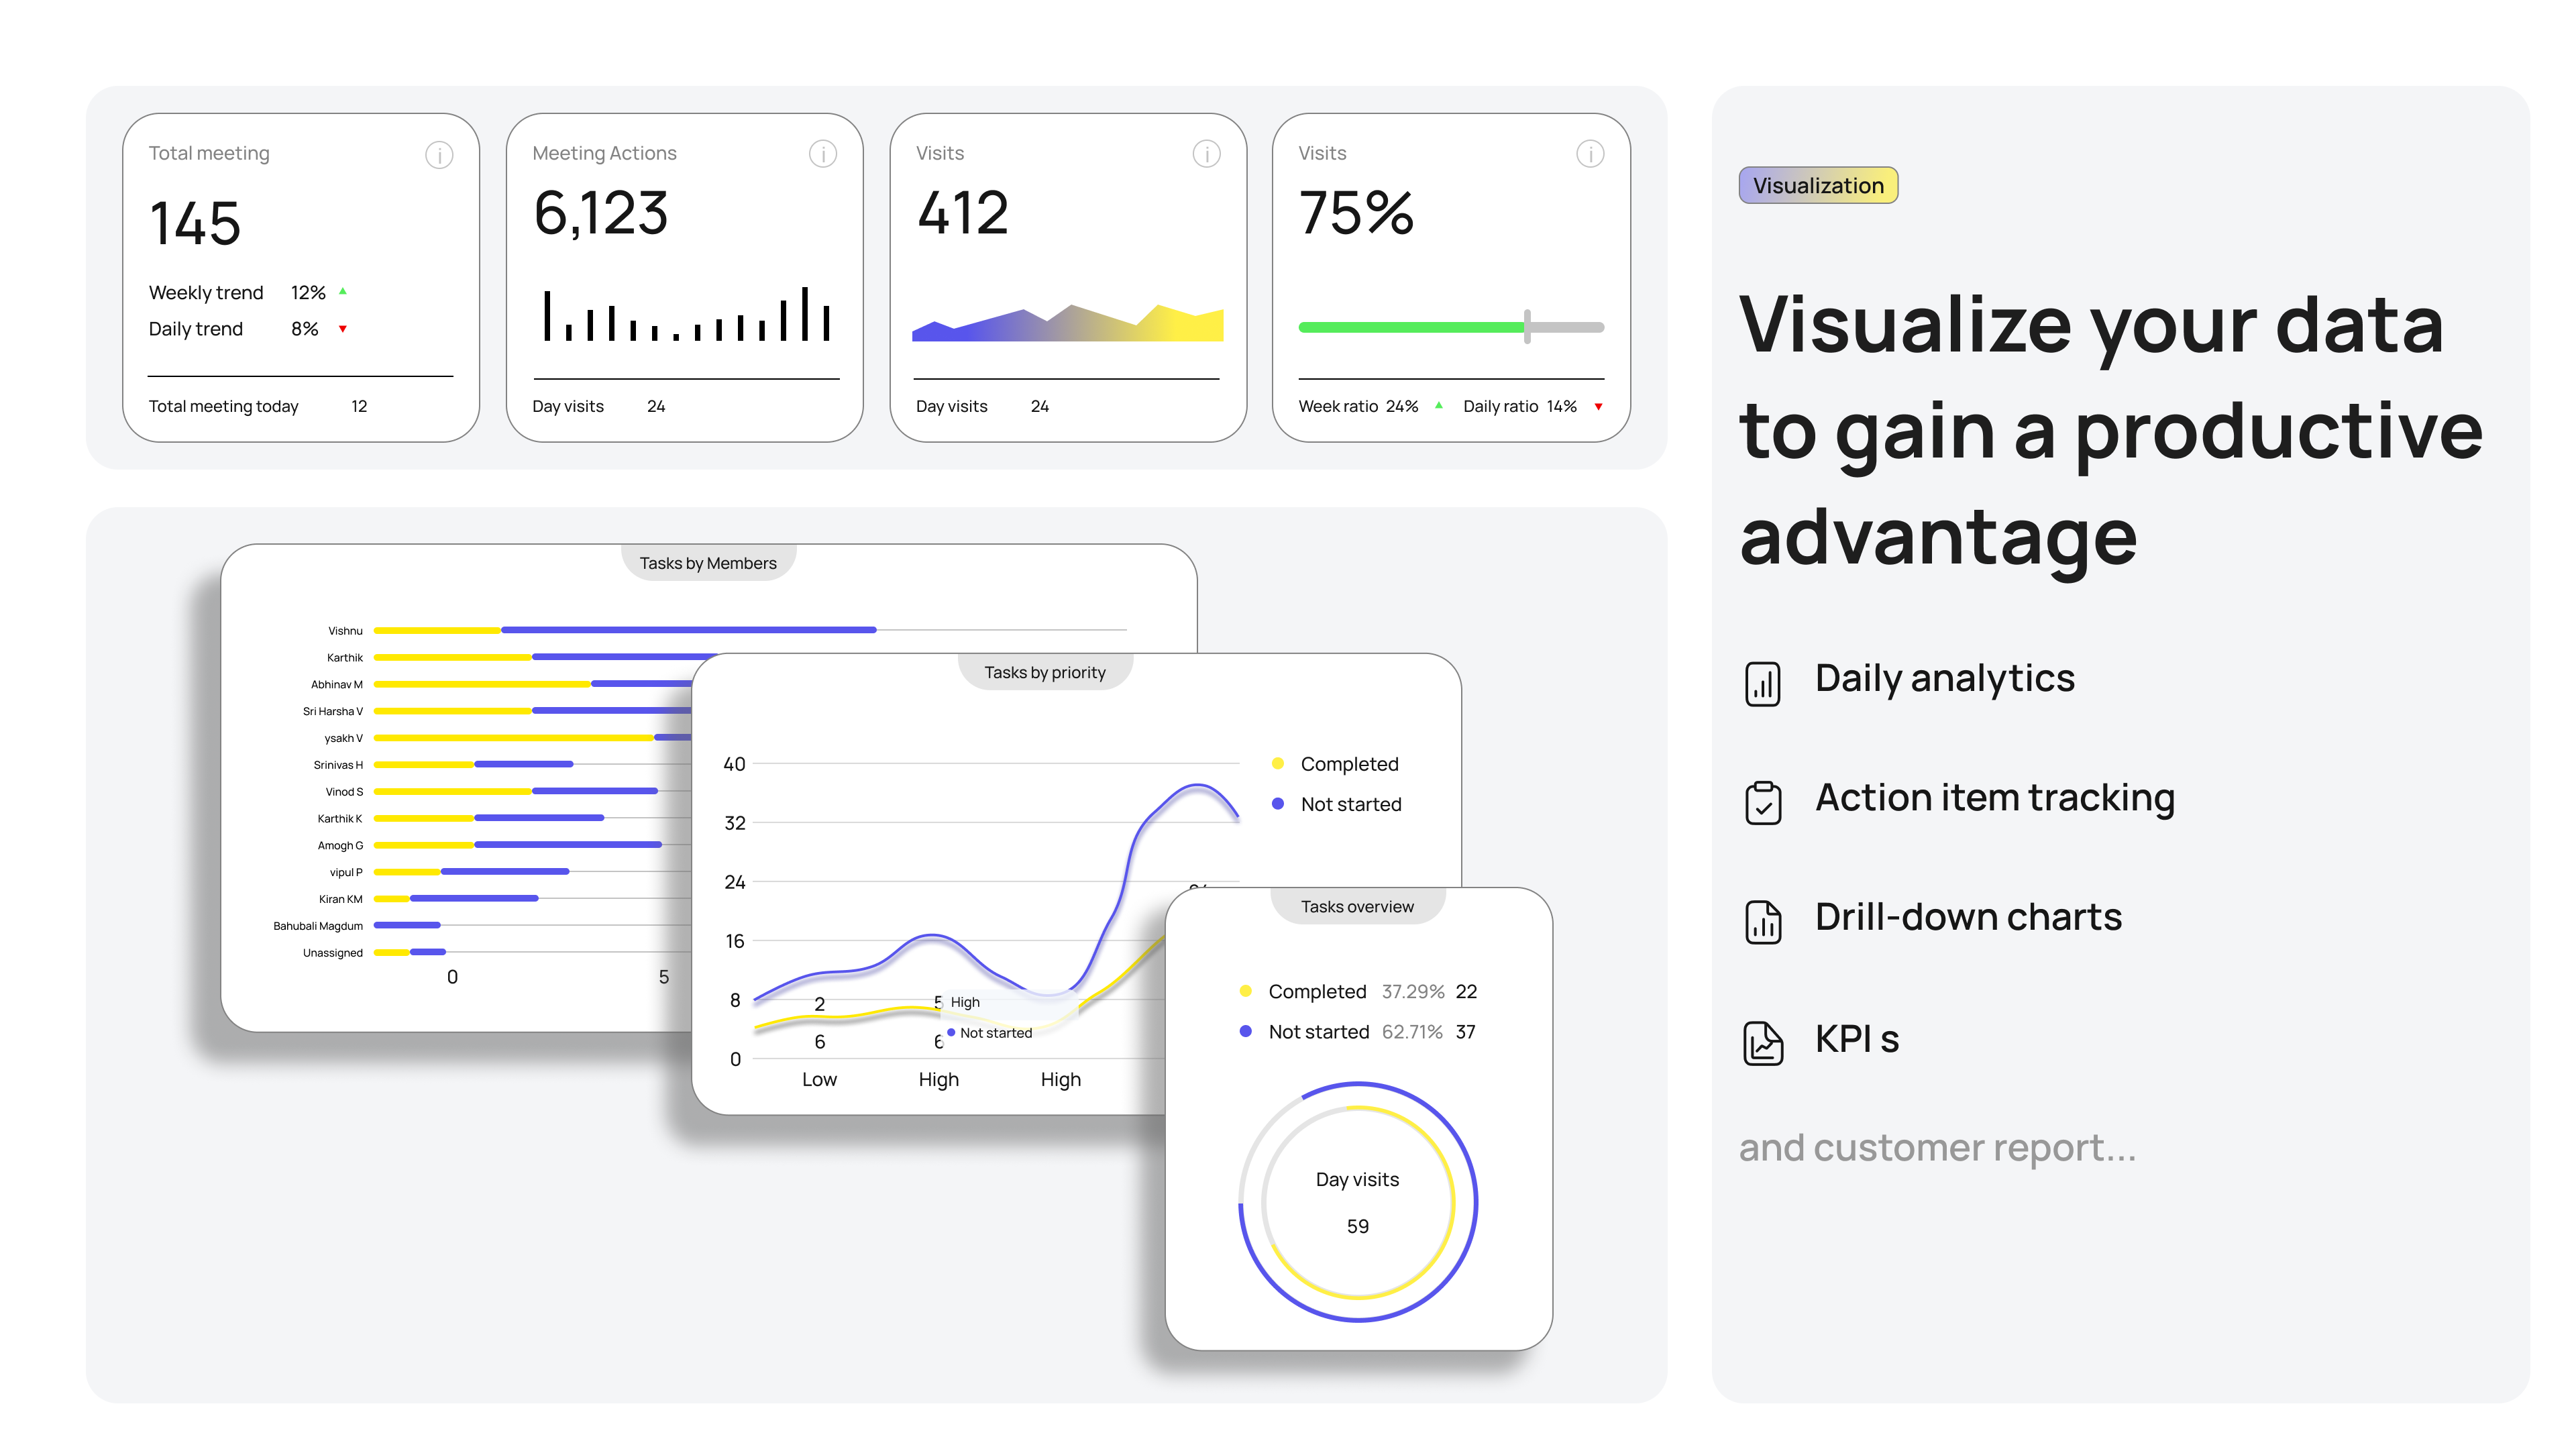 Total meeting
145
Weekly trend 12%
Daily trend 8%
Total meeting today 12
Meeting Actions
6,123
Day visits 24
Visits
412
Day visits 24
Visits
75%
Week ratio 24% Daily ratio 14%
Tasks by Members
Vishnu
Karthik
Abhinav M
Sri Harsha V
ysakh V
Srinivas H
Vinod S
Karthik K
Amogh G
vipul P
Kiran KM
Bahubali Magdum
Unassigned
0 5
Tasks by priority
Completed
Not started
40
32
24
16
8
0
2 5
High
6 6
Not started
Low High High
Tasks overview
Completed 37.29% 22
Not started 62.71% 37
Day visits
59
Visualization
Visualize your data
to gain a productive
advantage
Daily analytics
Action item tracking
Drill-down charts
KPI s
and customer report...